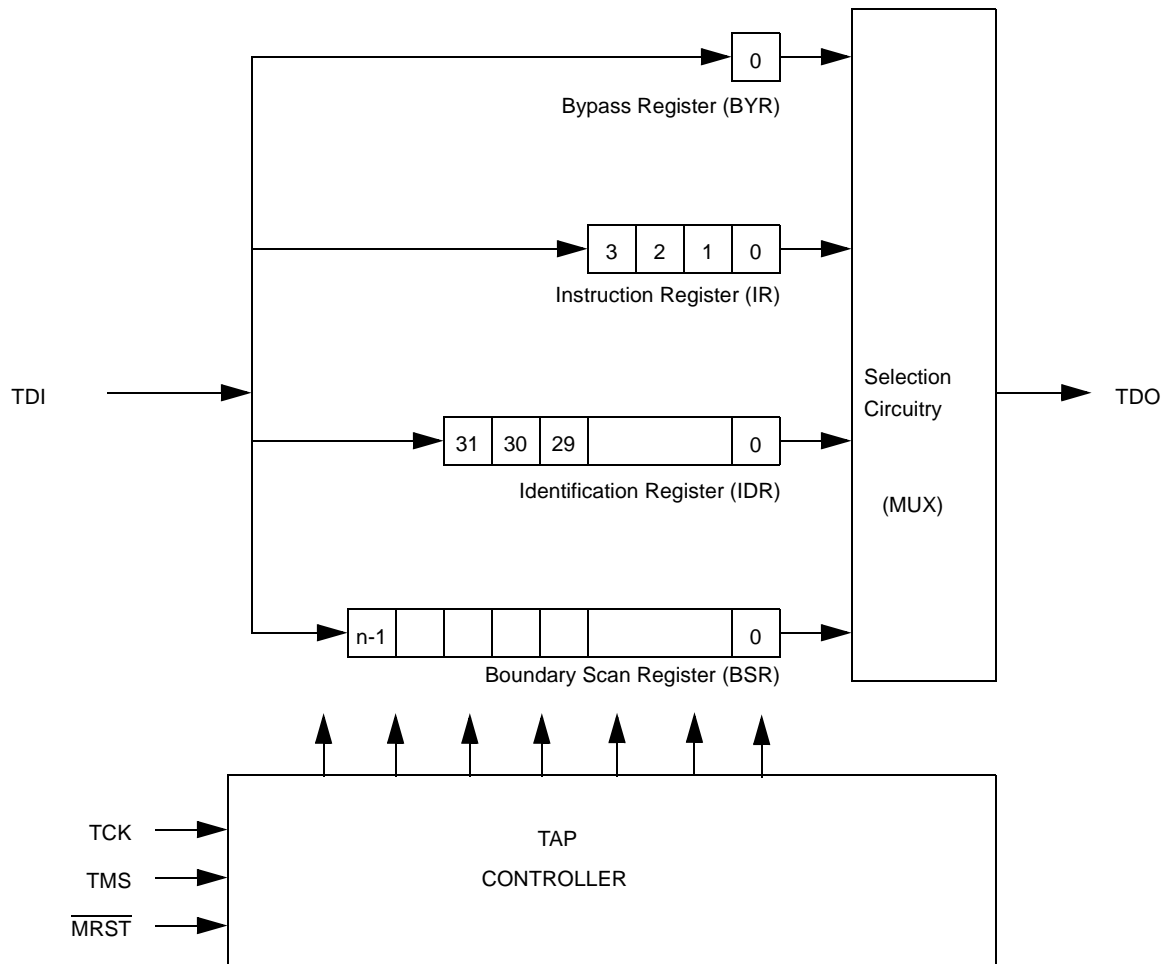 0
Bypass Register (BYR)
3 2 1 0
Instruction Register (IR)
TDI
Selection
Circuitry
(MUX)
TDO
31 30 29 0
Identification Register (IDR)
n-1 0
Boundary Scan Register (BSR)
TCK
TMS
MRST
TAP
CONTROLLER